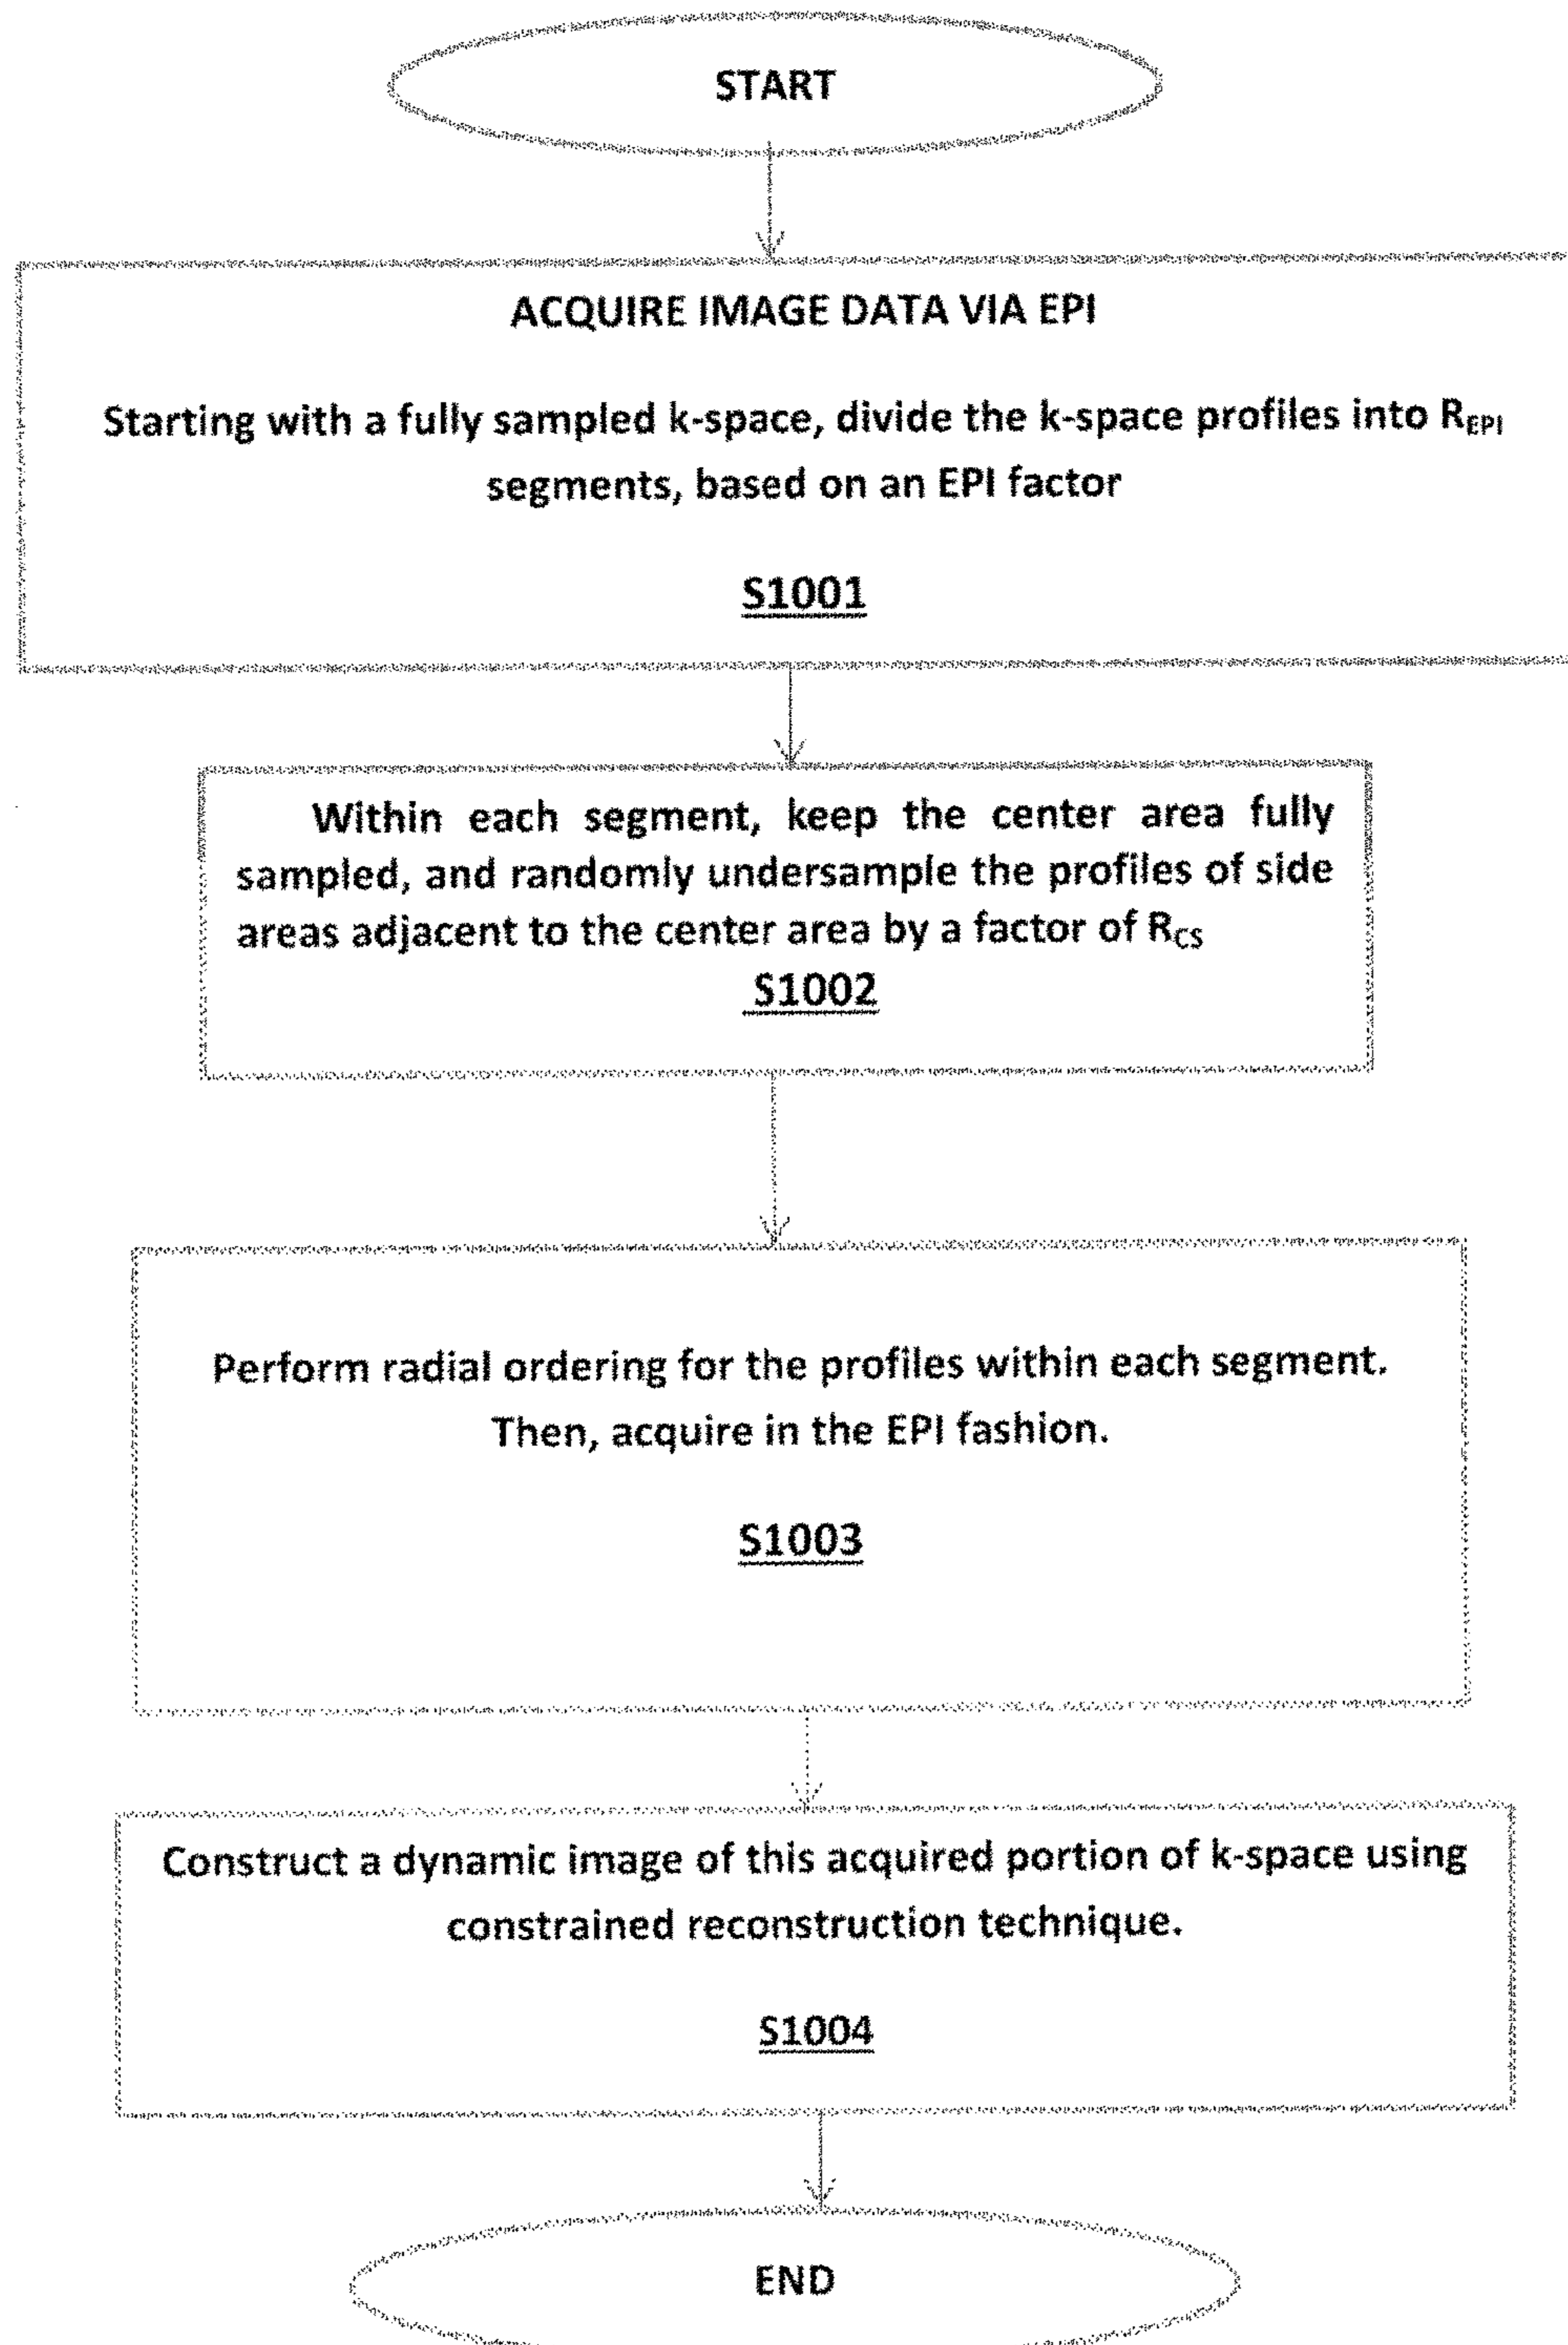 START
ACQUIRE IMAGE DATA VIA EPI
Starting with a fully sampled k-space, divide the k-space profiles into REPI
segments, based on an EPI factor
S1001
Within each segment, keep the center area fully
sampled, and randomly undersample the profiles of side
areas adjacent to the center area by a factor of RCS
S1002
Perform radial ordering for the profiles within each segment.
Then, acquire in the EPI fashion.
S1003
Construct a dynamic image of this acquired portion of k-space using
constrained reconstruction technique.
S1004
END